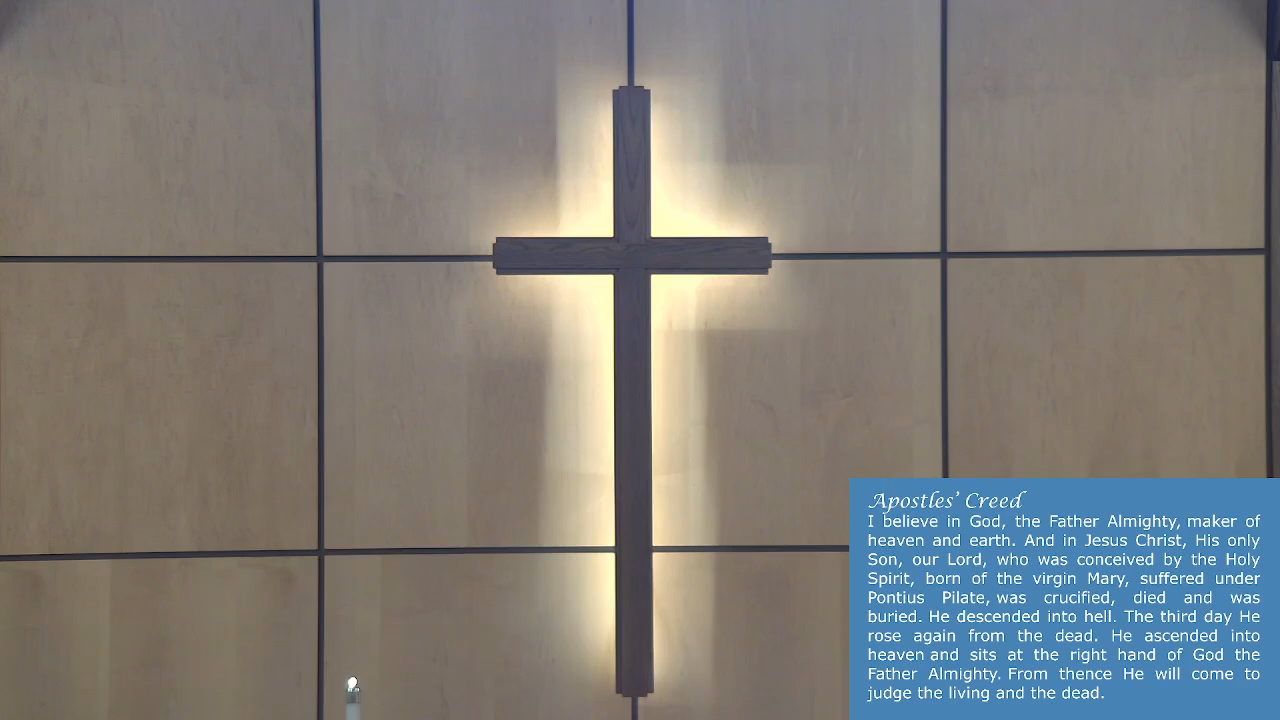 Apostles' Creed
I believe in God, the Father Almighty, maker of
heaven and earth. And in Jesus Christ, His only
Son, our Lord, who was conceived by the Holy
Spirit, born of the virgin Mary, suffered under
Pontius Pilate, was crucified, died and was
buried. He descended into hell. The third day He
rose again from the dead. He ascended into
heaven and sits at the right hand of God the
Father Almighty. From thence He will come to
judge the living and the dead.